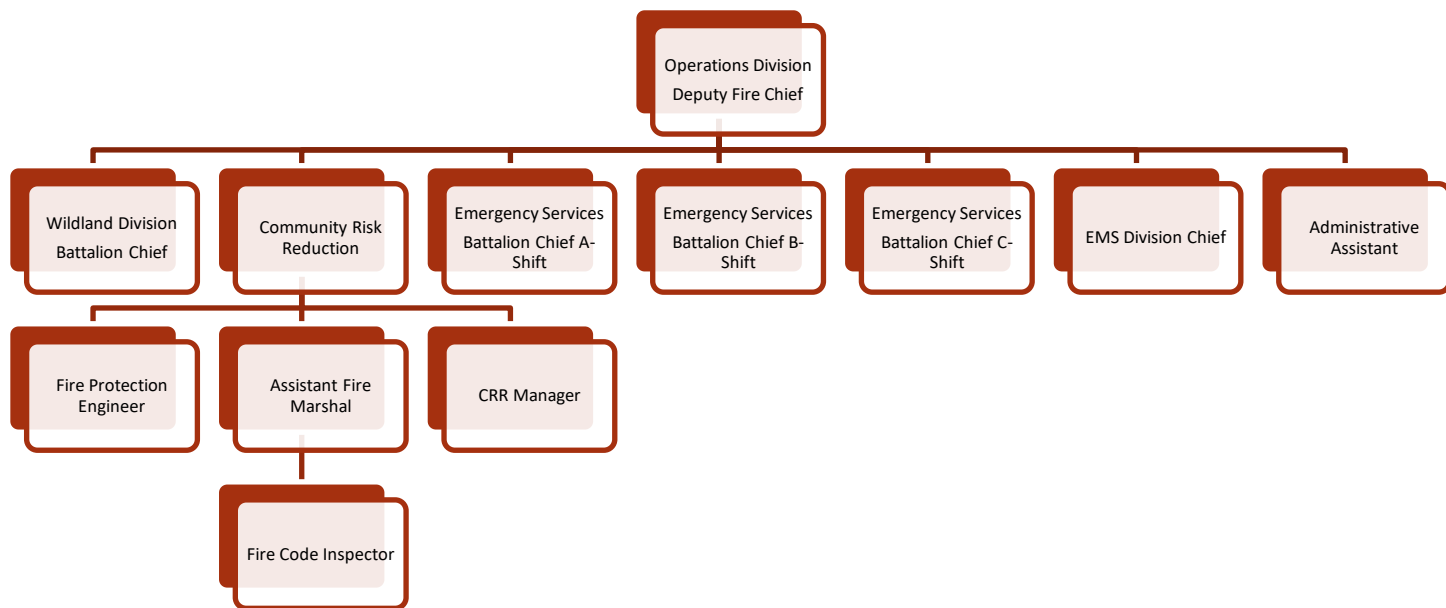 Operations Division
Deputy Fire Chief
Wildland Division
Battalion Chief
Community Risk
Reduction
Emergency Services
Battalion Chief A-
Shift
Emergency Services
Battalion Chief B-
Shift
Emergency Services
Battalion Chief C-
Shift
EMS Division Chief
Administrative
Assistant
Fire Protection
Engineer
Assistant Fire
Marshal
CRR Manager
Fire Code Inspector